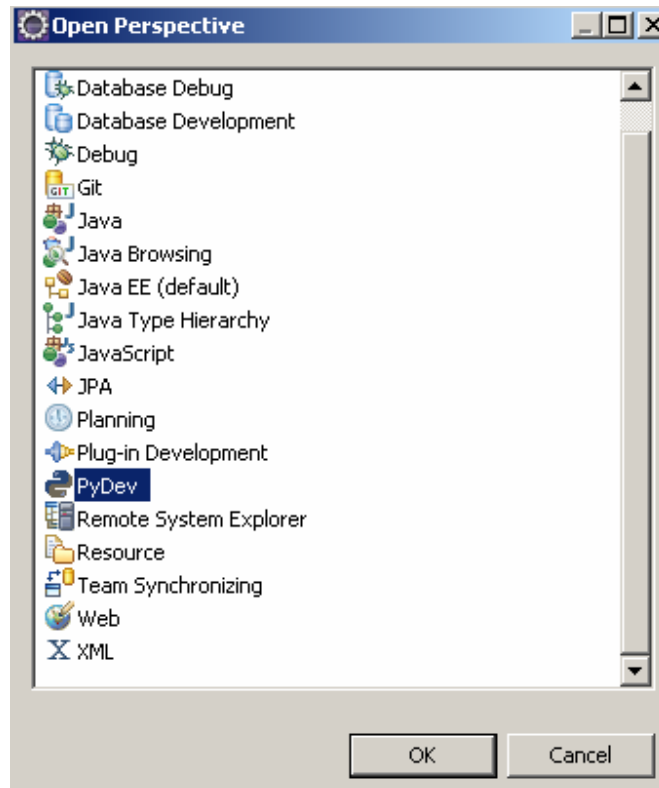 Open Perspective
Database Debug
Database Development
Debug
GIT Git
Java
Java Browsing
Java EE (default)
Java Type Hierarchy
JavaScript
JPA
Planning
Plug-in Development
PyDev
Remote System Explorer
Resource
Team Synchronizing
Web
X XML
OK Cancel